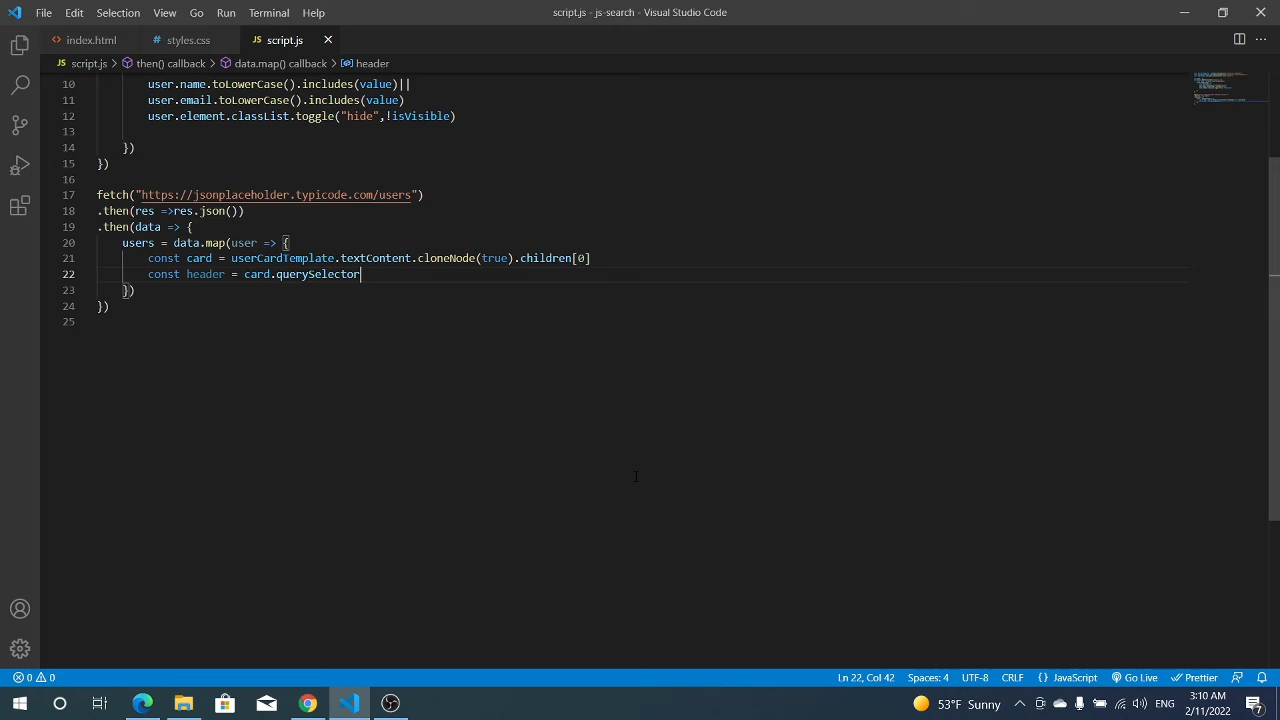 File Edit Selection View Go Run Terminal Help script.js - js-search - Visual Studio Code
<> index.html # styles.css JS script.js
JS script.js > then() callback > data.map() callback > header
10 user.name.toLowerCase().includes(value)||
11 user.email.toLowerCase().includes(value)
12 user.element.classList.toggle("hide",!isVisible)
13
14 })
15 })
16
17 fetch("https://jsonplaceholder.typicode.com/users")
18 .then(res =>res.json())
19 .then(data => {
20 users = data.map(user => {
21 const card = userCardTemplate.textContent.cloneNode(true).children[0]
22 const header = card.querySelector
23 })
24 })
25
0 0 Ln 22, Col 42 Spaces: 4 UTF-8 CRLF {} JavaScript Go Live Prettier
53°F Sunny ENG 3:10 AM
2/11/2022 7